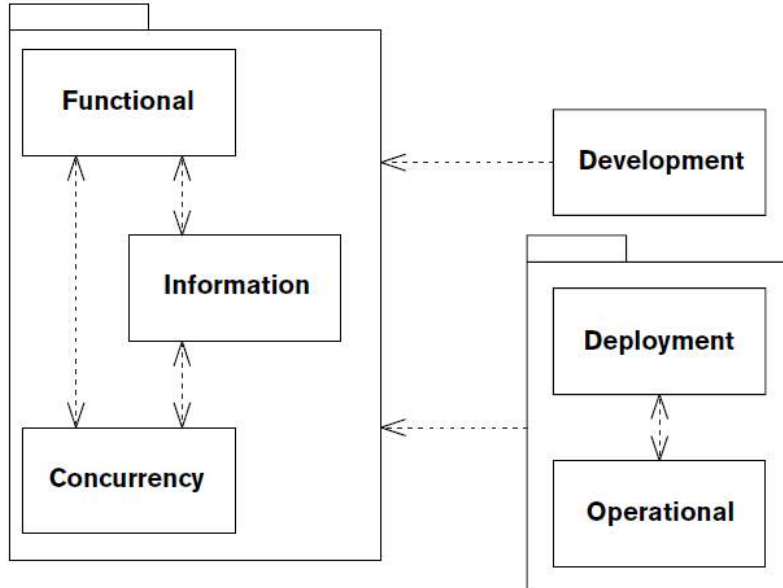 Functional
Development
Information
Deployment
Concurrency
Operational